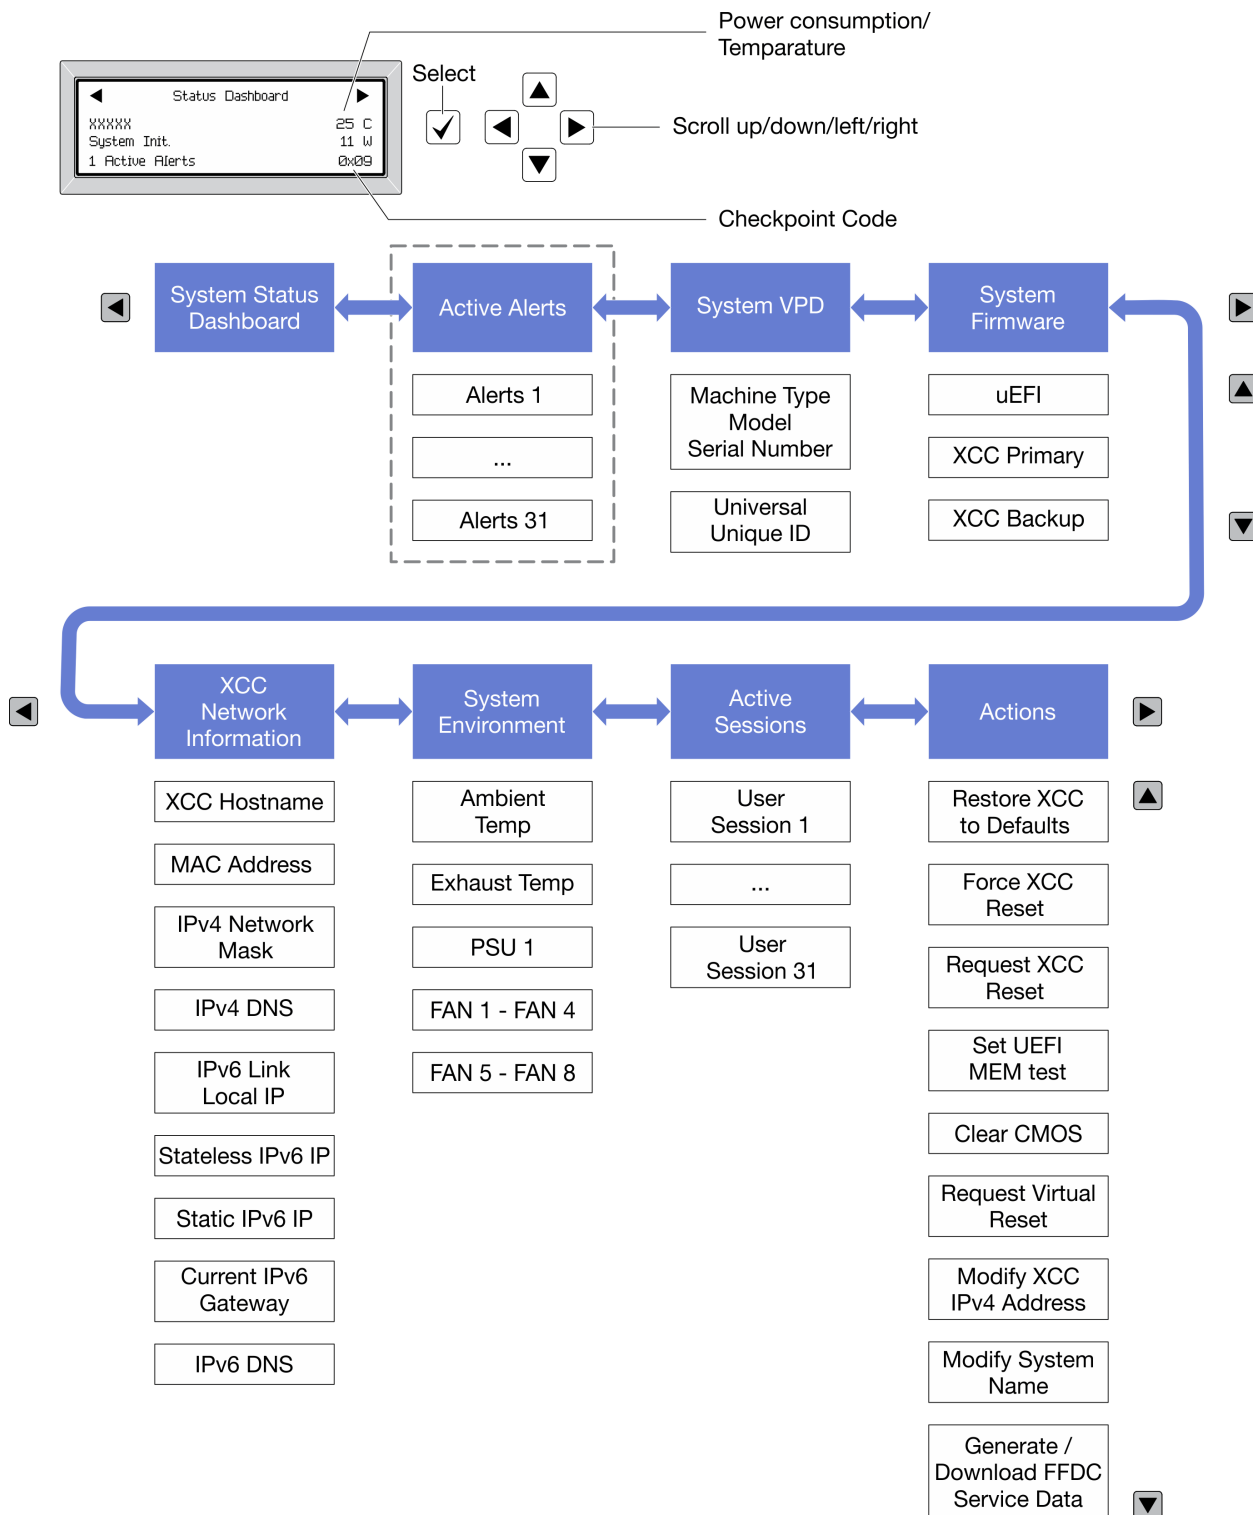 Power consumption/
Temparature
Select
Status Dashboard
XXXXX 25 C
System Init. 11 W
1 Active Alerts 0x09
Scroll up/down/left/right
Checkpoint Code
System Status
Dashboard
Active Alerts
System VPD
System
Firmware
Alerts 1
...
Alerts 31
Machine Type
Model
Serial Number
Universal
Unique ID
uEFI
XCC Primary
XCC Backup
XCC
Network
Information
System
Environment
Active
Sessions
Actions
XCC Hostname
MAC Address
IPv4 Network
Mask
IPv4 DNS
IPv6 Link
Local IP
Stateless IPv6 IP
Static IPv6 IP
Current IPv6
Gateway
IPv6 DNS
Ambient
Temp
Exhaust Temp
PSU 1
FAN 1 - FAN 4
FAN 5 - FAN 8
User
Session 1
...
User
Session 31
Restore XCC
to Defaults
Force XCC
Reset
Request XCC
Reset
Set UEFI
MEM test
Clear CMOS
Request Virtual
Reset
Modify XCC
IPv4 Address
Modify System
Name
Generate /
Download FFDC
Service Data